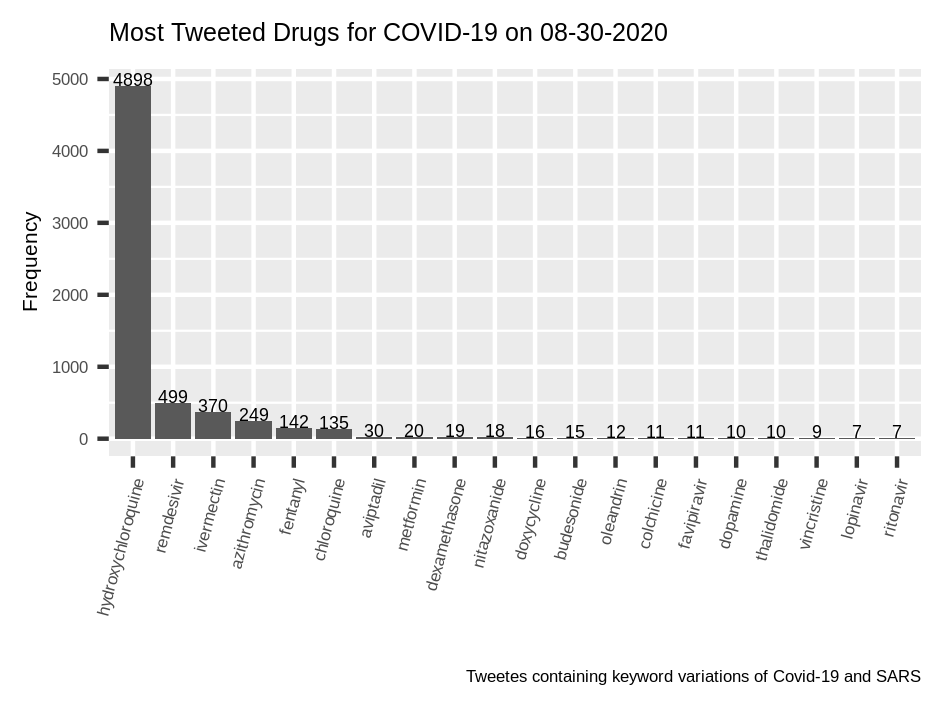 Most Tweeted Drugs for COVID-19 on 08-30-2020
Frequency
5000
4000
3000
2000
1000
0
4898
499
370
249
142
135
30
20
19
18
16
15
12
11
11
10
10
9
7
7
hydroxychloroquine
remdesivir
ivermectin
azithromycin
fentanyl
chloroquine
aviptadil
metformin
dexamethasone
nitazoxanide
doxycycline
budesonide
oleandrin
colchicine
favipiravir
dopamine
thalidomide
vincristine
lopinavir
ritonavir
Tweetes containing keyword variations of Covid-19 and SARS